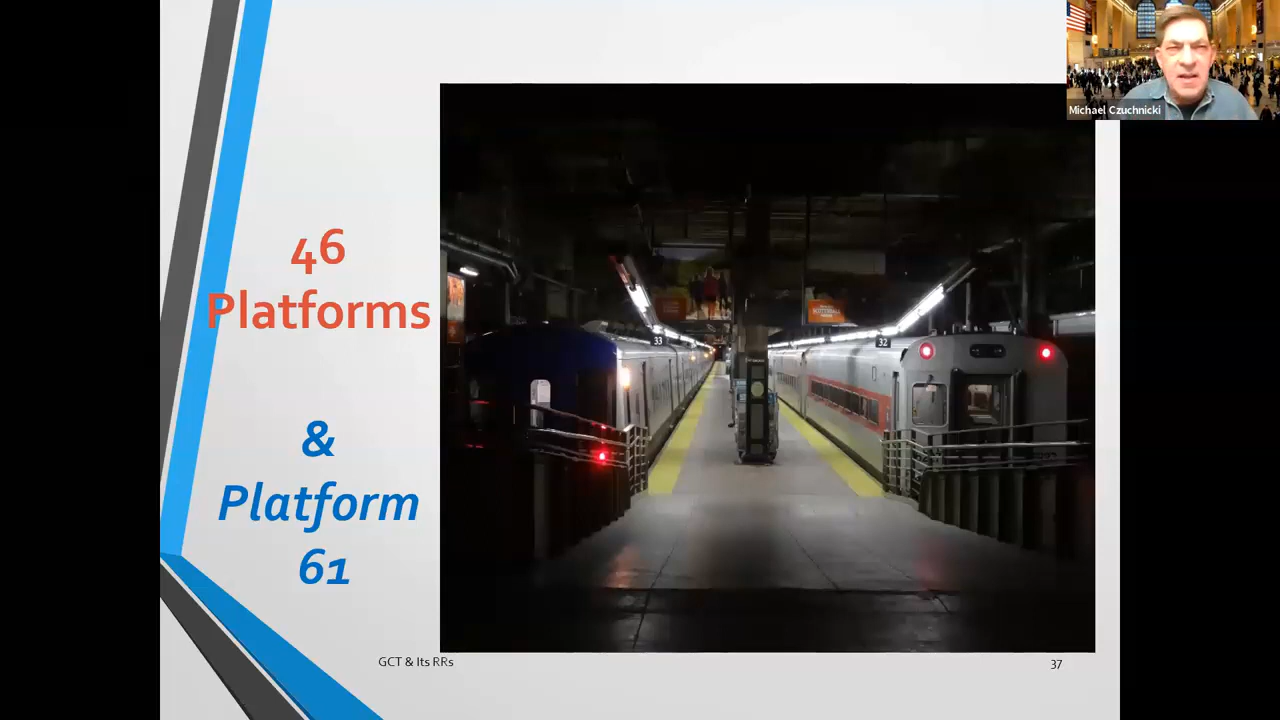 Michael Czuchnicki
46
Platforms
&
Platform
61
33
32
GCT & Its RRs
37